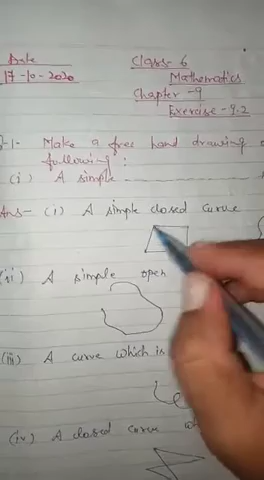 Date
17-10-2020
Class-6
Mathematics
Chapter-9
Exercise-9.2
Q-1- Make a free hand drawing
following:
(i) A simple
Ans- (i) A simple closed curve
(ii) A simple open
(iii) A curve which is
(iv) A closed curve